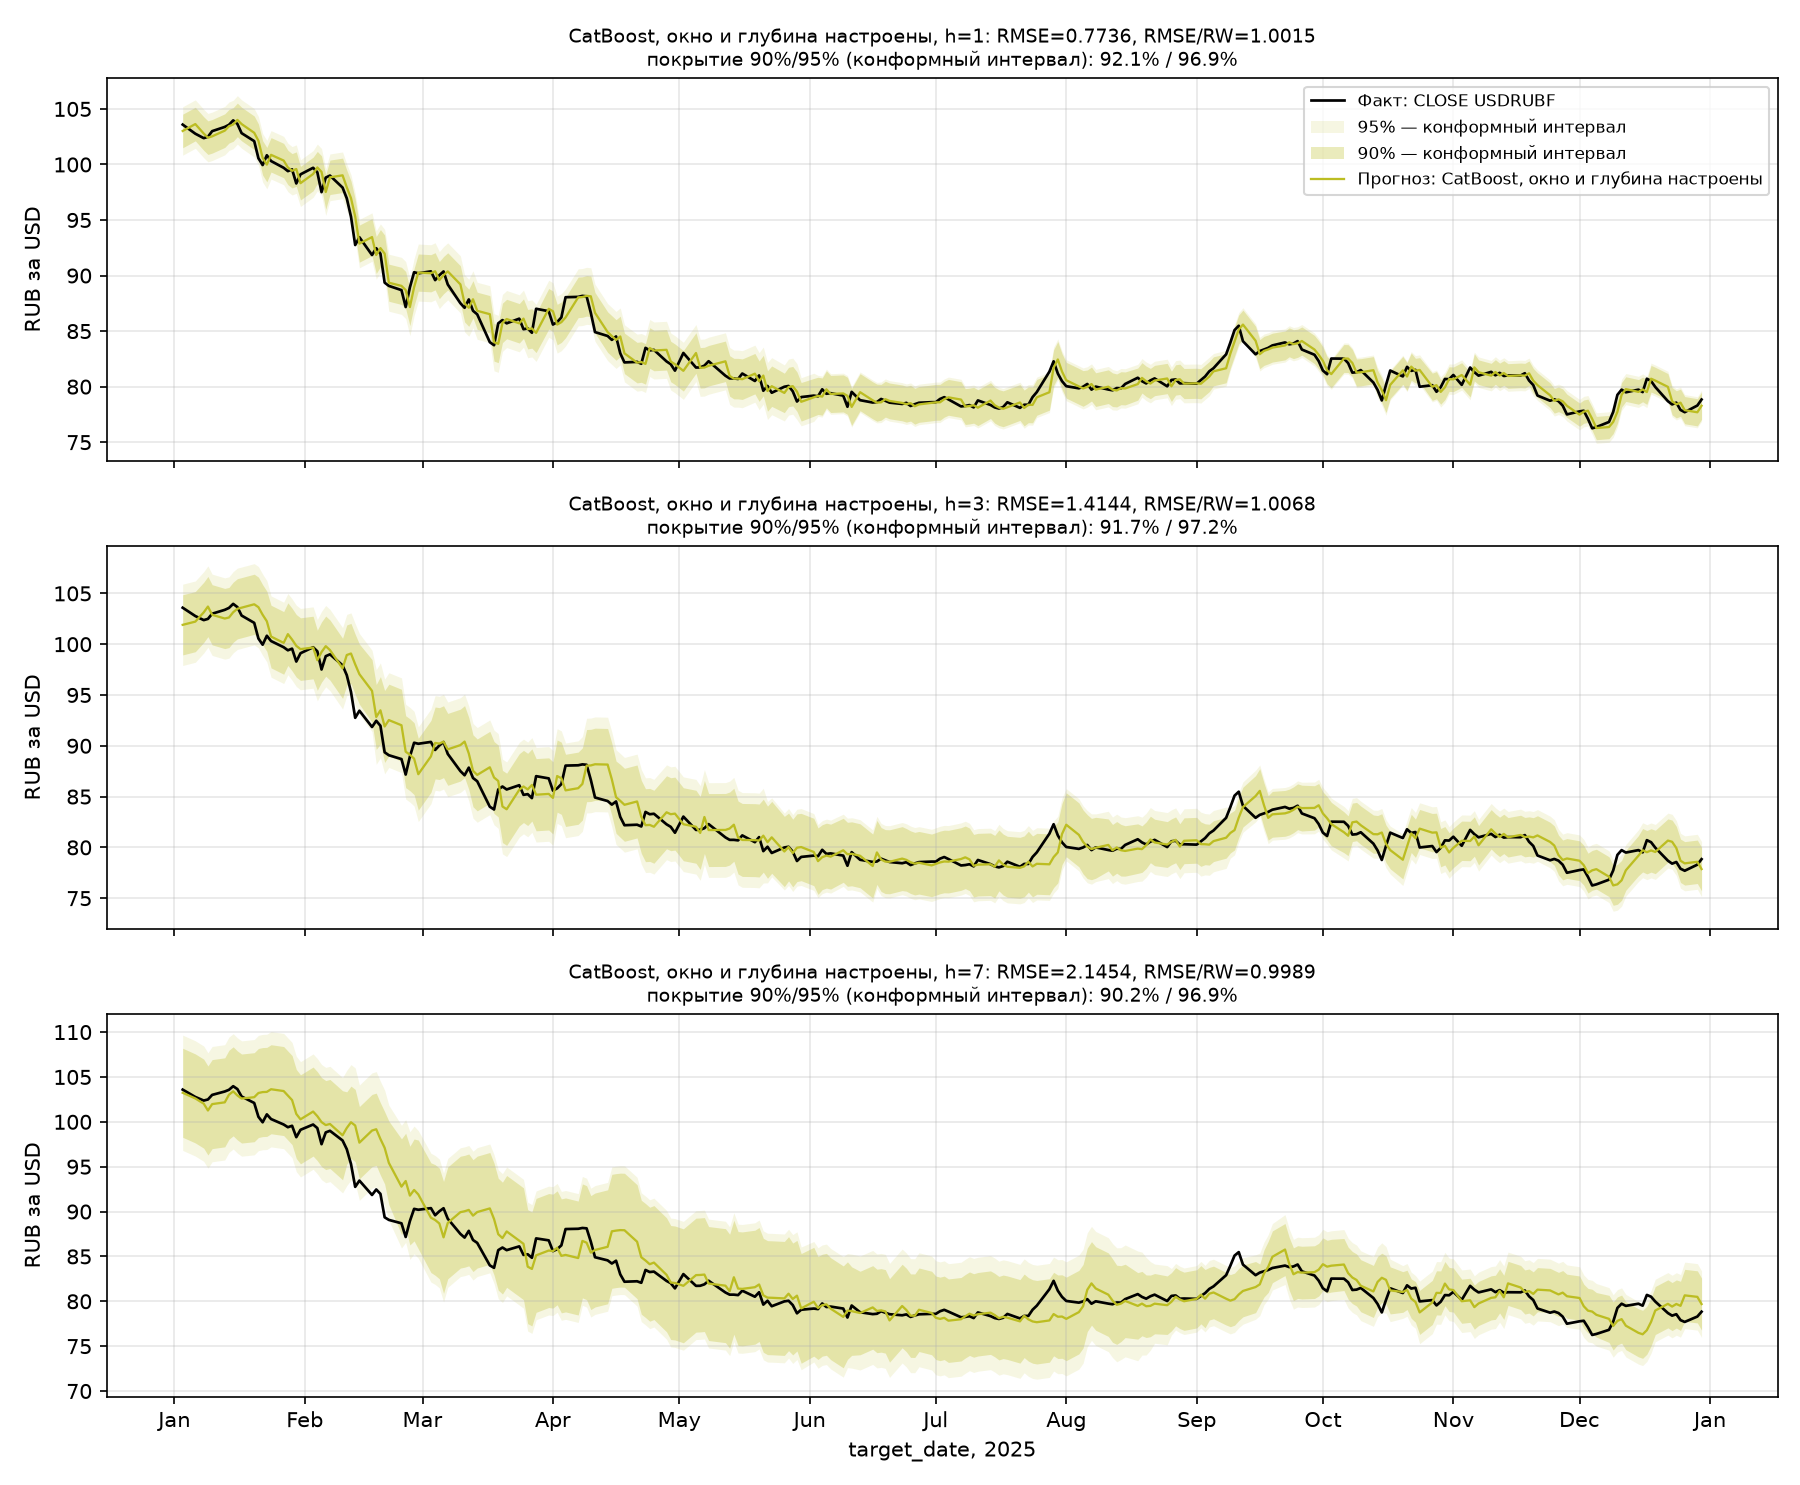 CatBoost, окно и глубина настроены, h=1: RMSE=0.7736, RMSE/RW=1.0015
покрытие 90%/95% (конформный интервал): 92.1% / 96.9%
RUB за USD
105
100
95
90
85
80
75
Факт: CLOSE USDRUBF
95% — конформный интервал
90% — конформный интервал
Прогноз: CatBoost, окно и глубина настроены
CatBoost, окно и глубина настроены, h=3: RMSE=1.4144, RMSE/RW=1.0068
покрытие 90%/95% (конформный интервал): 91.7% / 97.2%
RUB за USD
105
100
95
90
85
80
75
CatBoost, окно и глубина настроены, h=7: RMSE=2.1454, RMSE/RW=0.9989
покрытие 90%/95% (конформный интервал): 90.2% / 96.9%
RUB за USD
110
105
100
95
90
85
80
75
70
Jan Feb Mar Apr May Jun Jul Aug Sep Oct Nov Dec Jan
target_date, 2025